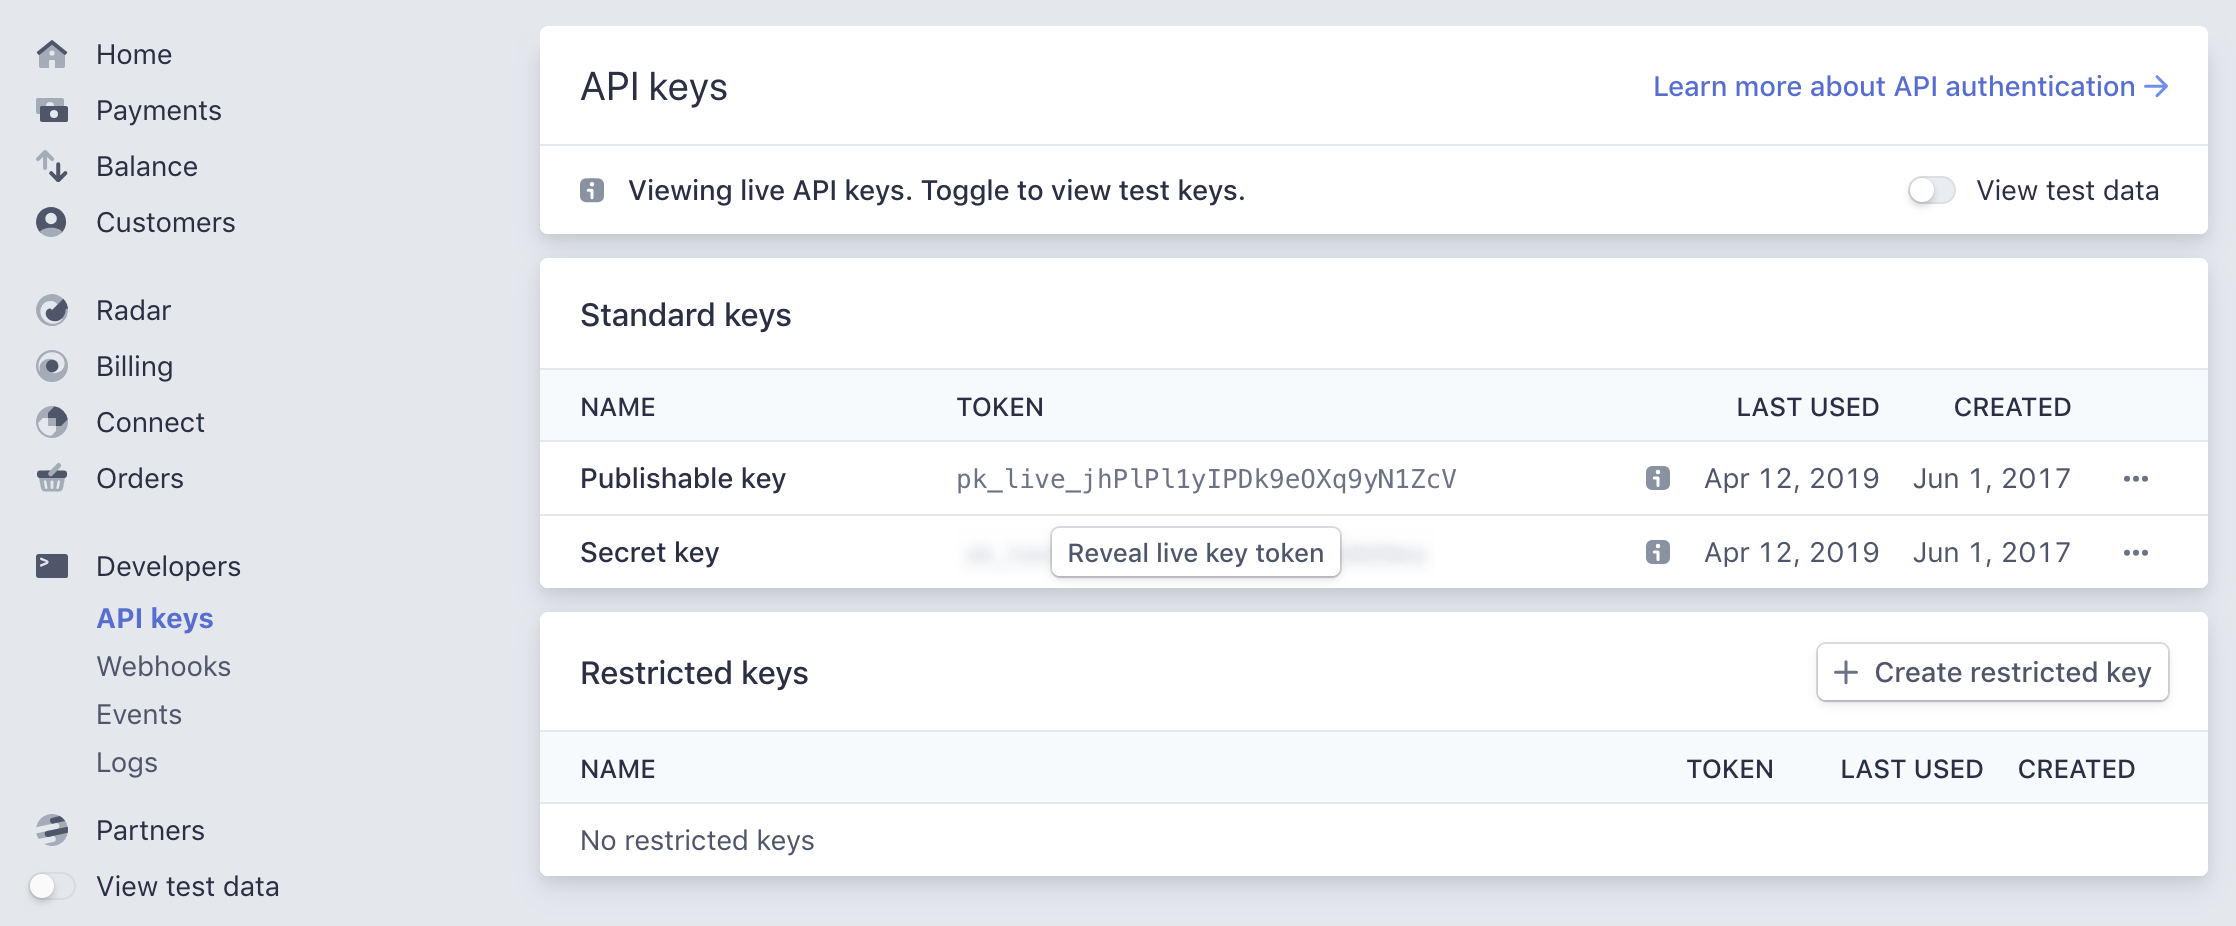 Home
Payments
Balance
Customers
Radar
Billing
Connect
Orders
Developers
API keys
Webhooks
Events
Logs
Partners
View test data
API keys
Learn more about API authentication →
Viewing live API keys. Toggle to view test keys.
View test data
Standard keys
NAME TOKEN LAST USED CREATED
Publishable key pk_live_jhPlPl1yIPDk9eOXq9yN1ZcV Apr 12, 2019 Jun 1, 2017
Secret key Reveal live key token Apr 12, 2019 Jun 1, 2017
Restricted keys
+ Create restricted key
NAME TOKEN LAST USED CREATED
No restricted keys